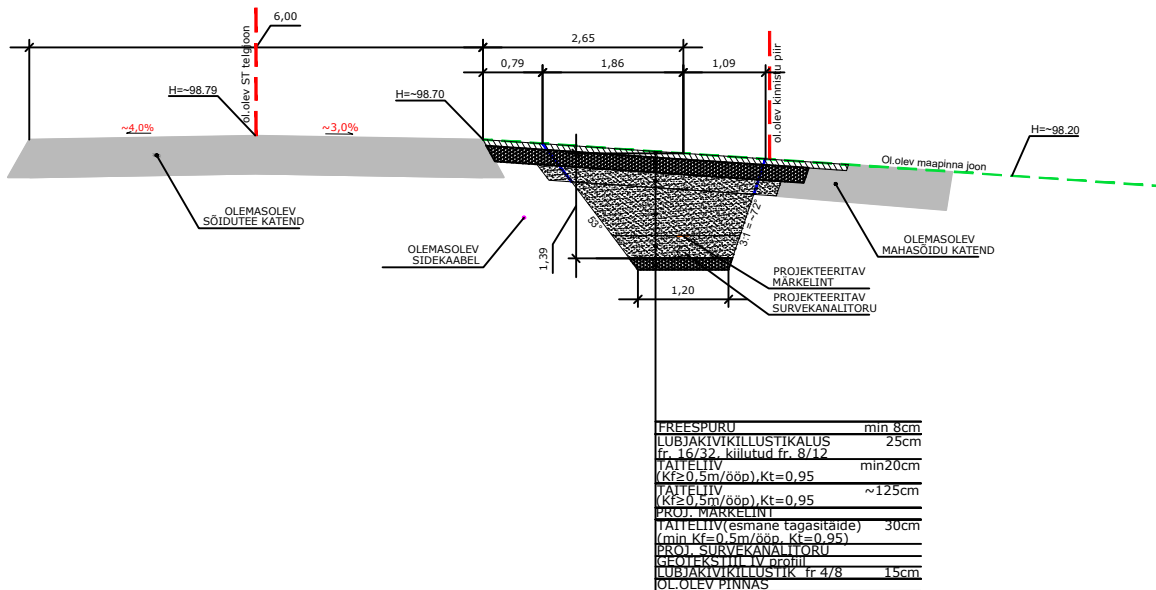 6,00
ol.olev ST telgjoon
2,65
0,79
1,86
1,09
ol.olev kinnistu piir
H=~98.79
H=~98.70
~4,0%
~3,0%
H=~98.20
Ol.olev maapinna joon
OLEMASOLEV
SÕIDUTEE KATEND
OLEMASOLEV
SIDEKAABEL
53°
3:1 = ~72°
1,39
OLEMASOLEV
MAHASÕIDU KATEND
PROJEKTEERITAV
MÄRKELINT
1,20
PROJEKTEERITAV
SURVEKANALITORU
FREESPURU min 8cm
LUBJAKIVIKILLUSTIKALUS 25cm
fr. 16/32, kiilutud fr. 8/12
TÄITELIIV min20cm
(Kf≥0,5m/ööp),Kt=0,95
TÄITELIIV ~125cm
(Kf≥0,5m/ööp),Kt=0,95
PROJ. MÄRKELINT
TÄITELIIV(esmane tagasitäide) 30cm
(min Kf=0,5m/ööp, Kt=0,95)
PROJ. SURVEKANALITORU
GEOTEKSTIIL IV profiil
LUBJAKIVIKILLUSTIK fr 4/8 15cm
OL.OLEV PINNAS